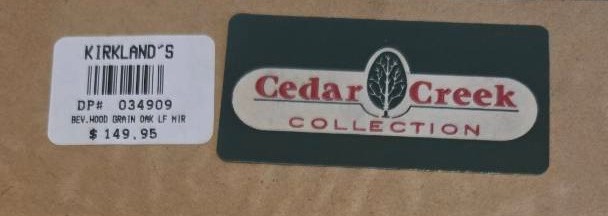 KIRKLAND'S
DP# 034909
BEV.WOOD GRAIN OAK LF MIR
$ 149.95
Cedar Creek
COLLECTION